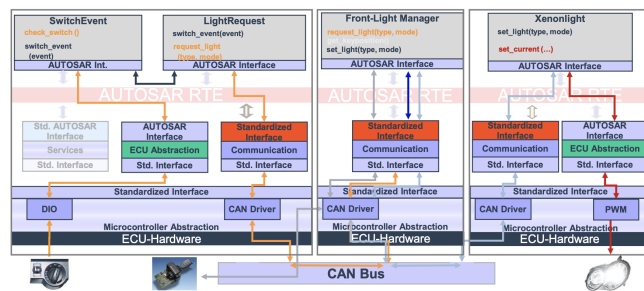 SwitchEvent
check_switch ()
switch_event
(event)
AUTOSAR Int.
LightRequest
switch_event(event)
request_light
(type, mode)
AUTOSAR Interface
Front-Light Manager
request_light(type, mode)
set_light(type, mode)
AUTOSAR Interface
Xenonlight
set_light(type, mode)
set_current (...)
AUTOSAR Interface
AUTOSAR RTE
AUTOSAR RTE
AUTOSAR RTE
Std. AUTOSAR
Interface
Services
Std. Interface
AUTOSAR
Interface
ECU Abstraction
Std. Interface
Standardized
Interface
Communication
Std. Interface
Standardized
Interface
Communication
Std. Interface
Standardized
Interface
Communication
Std. Interface
AUTOSAR
Interface
ECU Abstraction
Std. Interface
Standardized Interface
DIO
CAN Driver
Microcontroller Abstraction
ECU-Hardware
Standardized Interface
CAN Driver
Microcontroller Abstraction
ECU-Hardware
Standardized Interface
CAN Driver
PWM
Microcontroller Abstraction
ECU-Hardware
CAN Bus